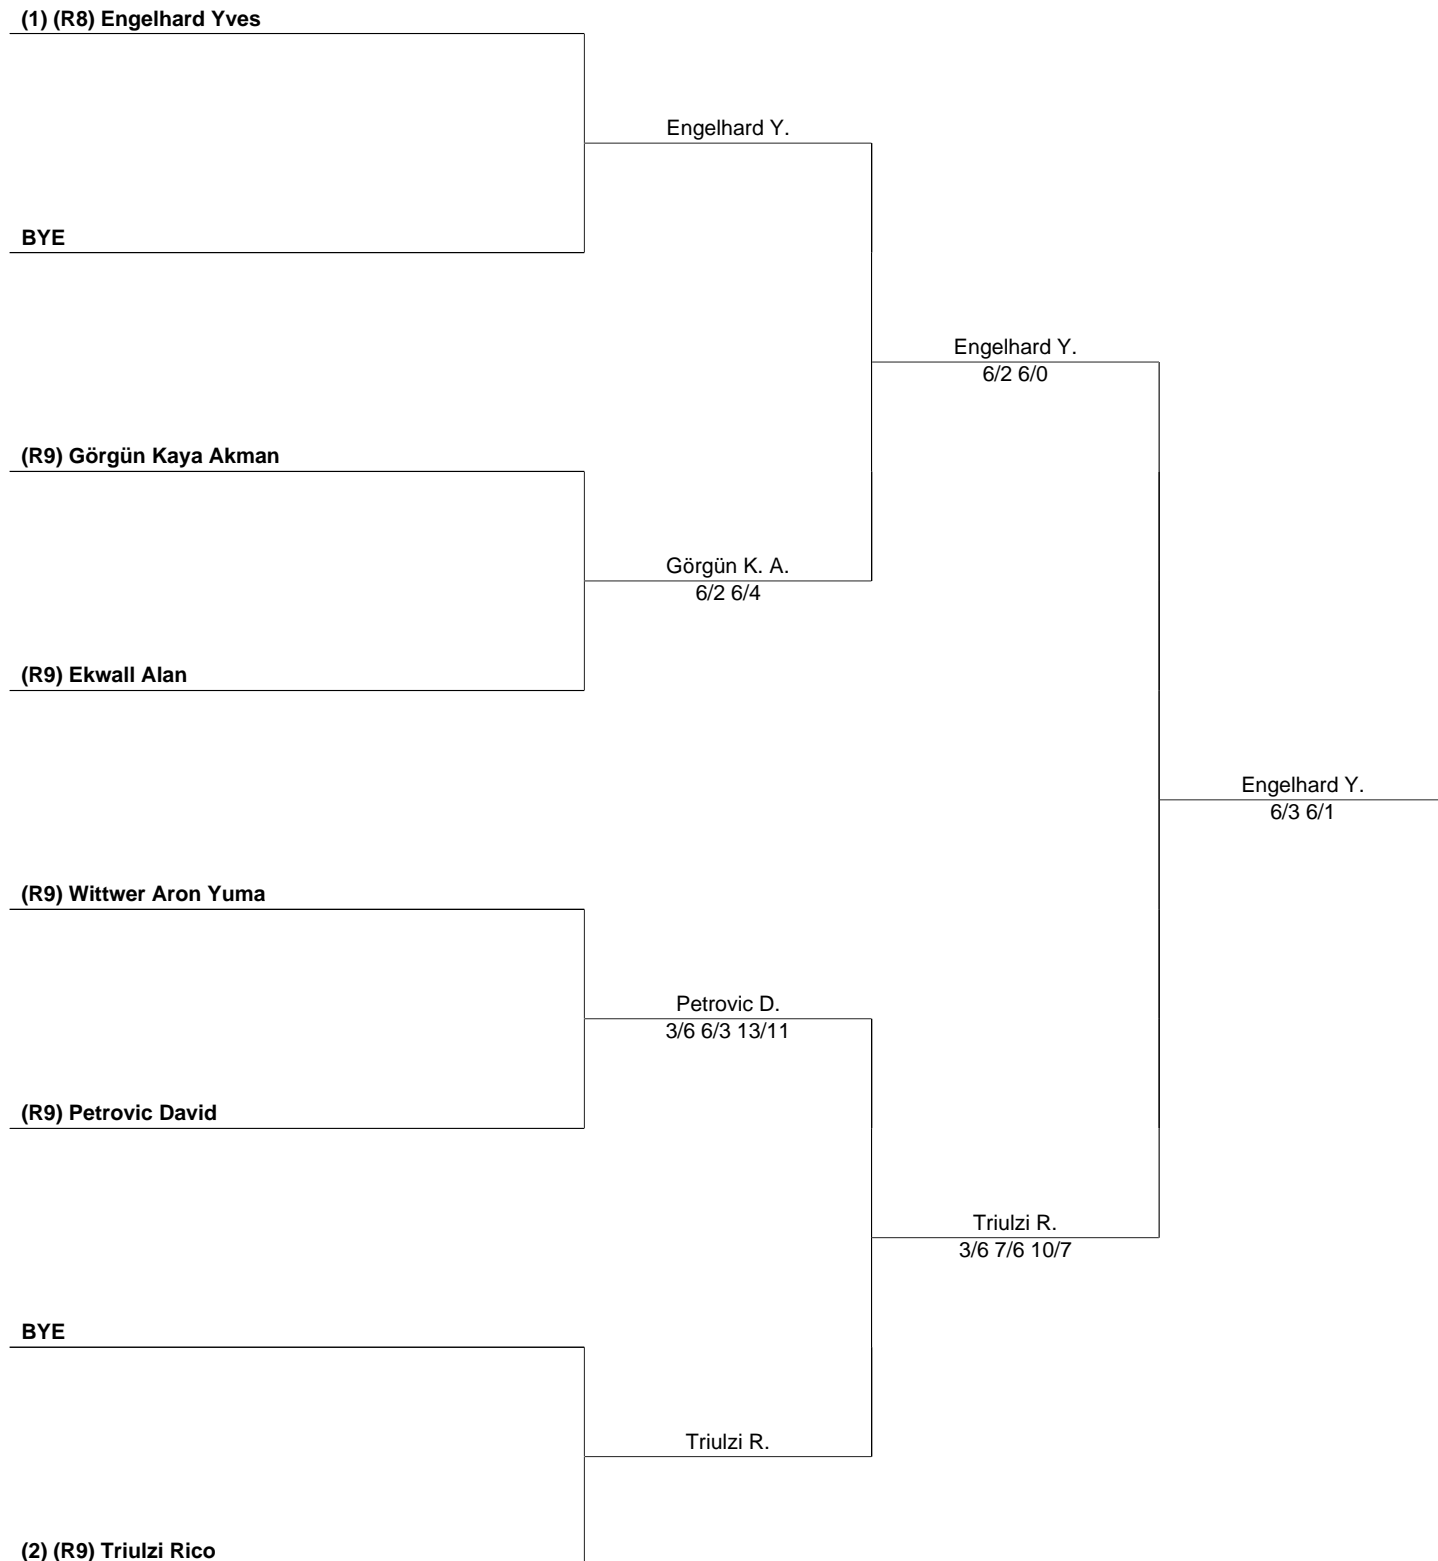 (1) (R8) Engelhard Yves
Engelhard Y.
BYE
Engelhard Y.
6/2 6/0
(R9) Görgün Kaya Akman
Görgün K. A.
6/2 6/4
(R9) Ekwall Alan
Engelhard Y.
6/3 6/1
(R9) Wittwer Aron Yuma
Petrovic D.
3/6 6/3 13/11
(R9) Petrovic David
Triulzi R.
3/6 7/6 10/7
BYE
Triulzi R.
(2) (R9) Triulzi Rico